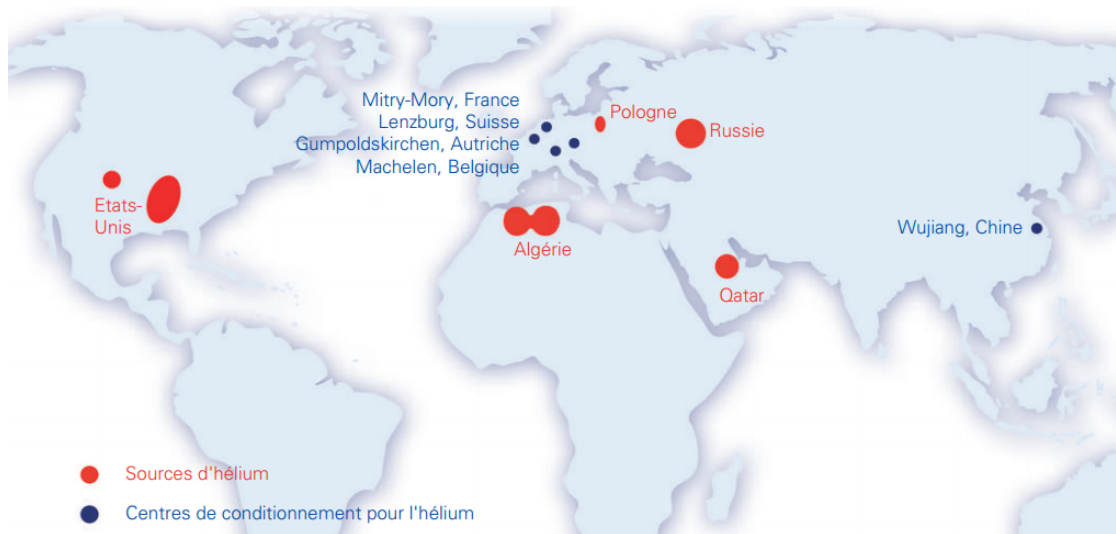 Mitry-Mory, France
Lenzburg, Suisse
Gumpoldskirchen, Autriche
Machelen, Belgique
Pologne
Russie
Etats-
Unis
Algérie
Qatar
Wujiang, Chine
Sources d'hélium
Centres de conditionnement pour l'hélium